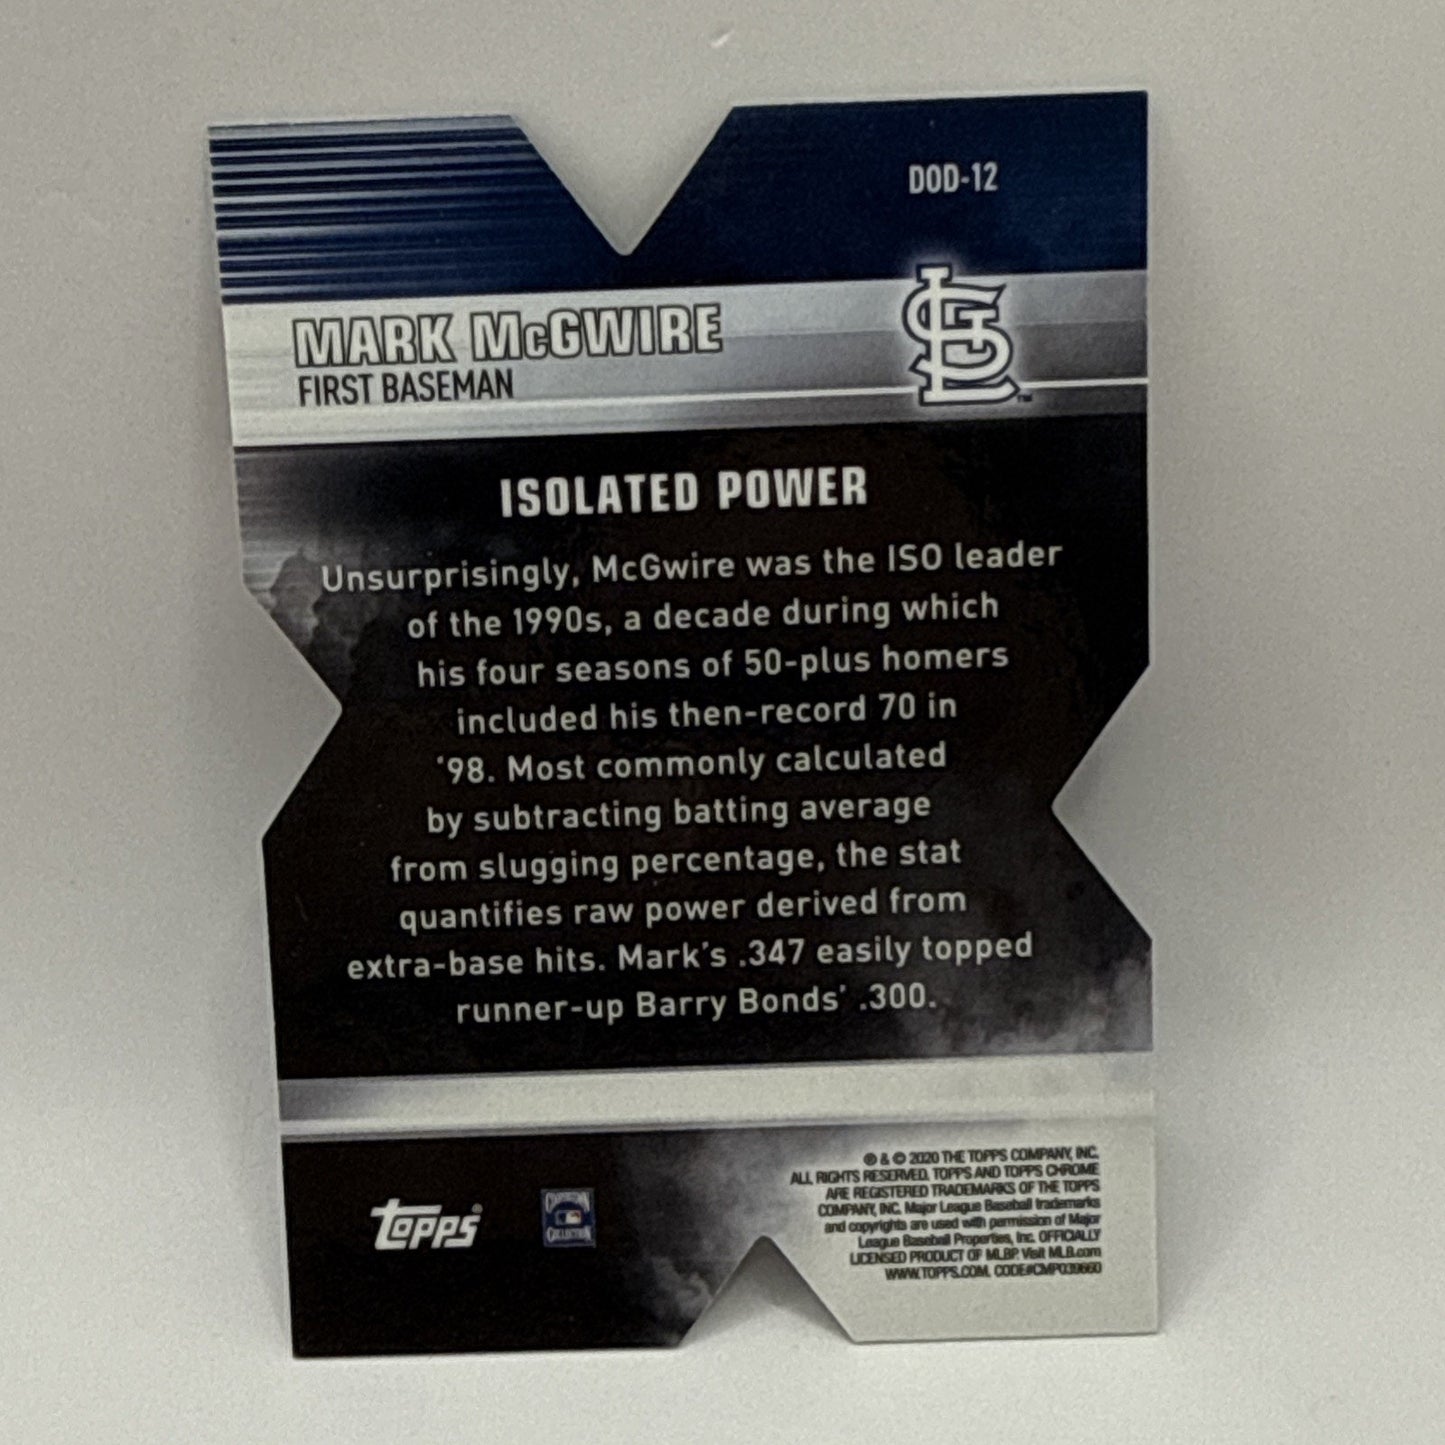 DOD-12
MARK McGWIRE
STL
™
FIRST BASEMAN
ISOLATED POWER
Unsurprisingly, McGwire was the ISO leader
of the 1990s, a decade during which
his four seasons of 50-plus homers
included his then-record 70 in
'98. Most commonly calculated
by subtracting batting average
from slugging percentage, the stat
quantifies raw power derived from
extra-base hits. Mark's .347 easily topped
runner-up Barry Bonds' .300.
® & © 2020 THE TOPPS COMPANY, INC.
ALL RIGHTS RESERVED. TOPPS AND TOPPS CHROME
ARE REGISTERED TRADEMARKS OF THE TOPPS
COMPANY, INC. Major League Baseball trademarks
and copyrights are used with permission of Major
League Baseball Properties, Inc. OFFICIALLY
LICENSED PRODUCT OF MLBP. Visit MLB.com
WWW.TOPPS.COM. CODE#CMP039660
topps®
COOPERSTOWN
COLLECTION